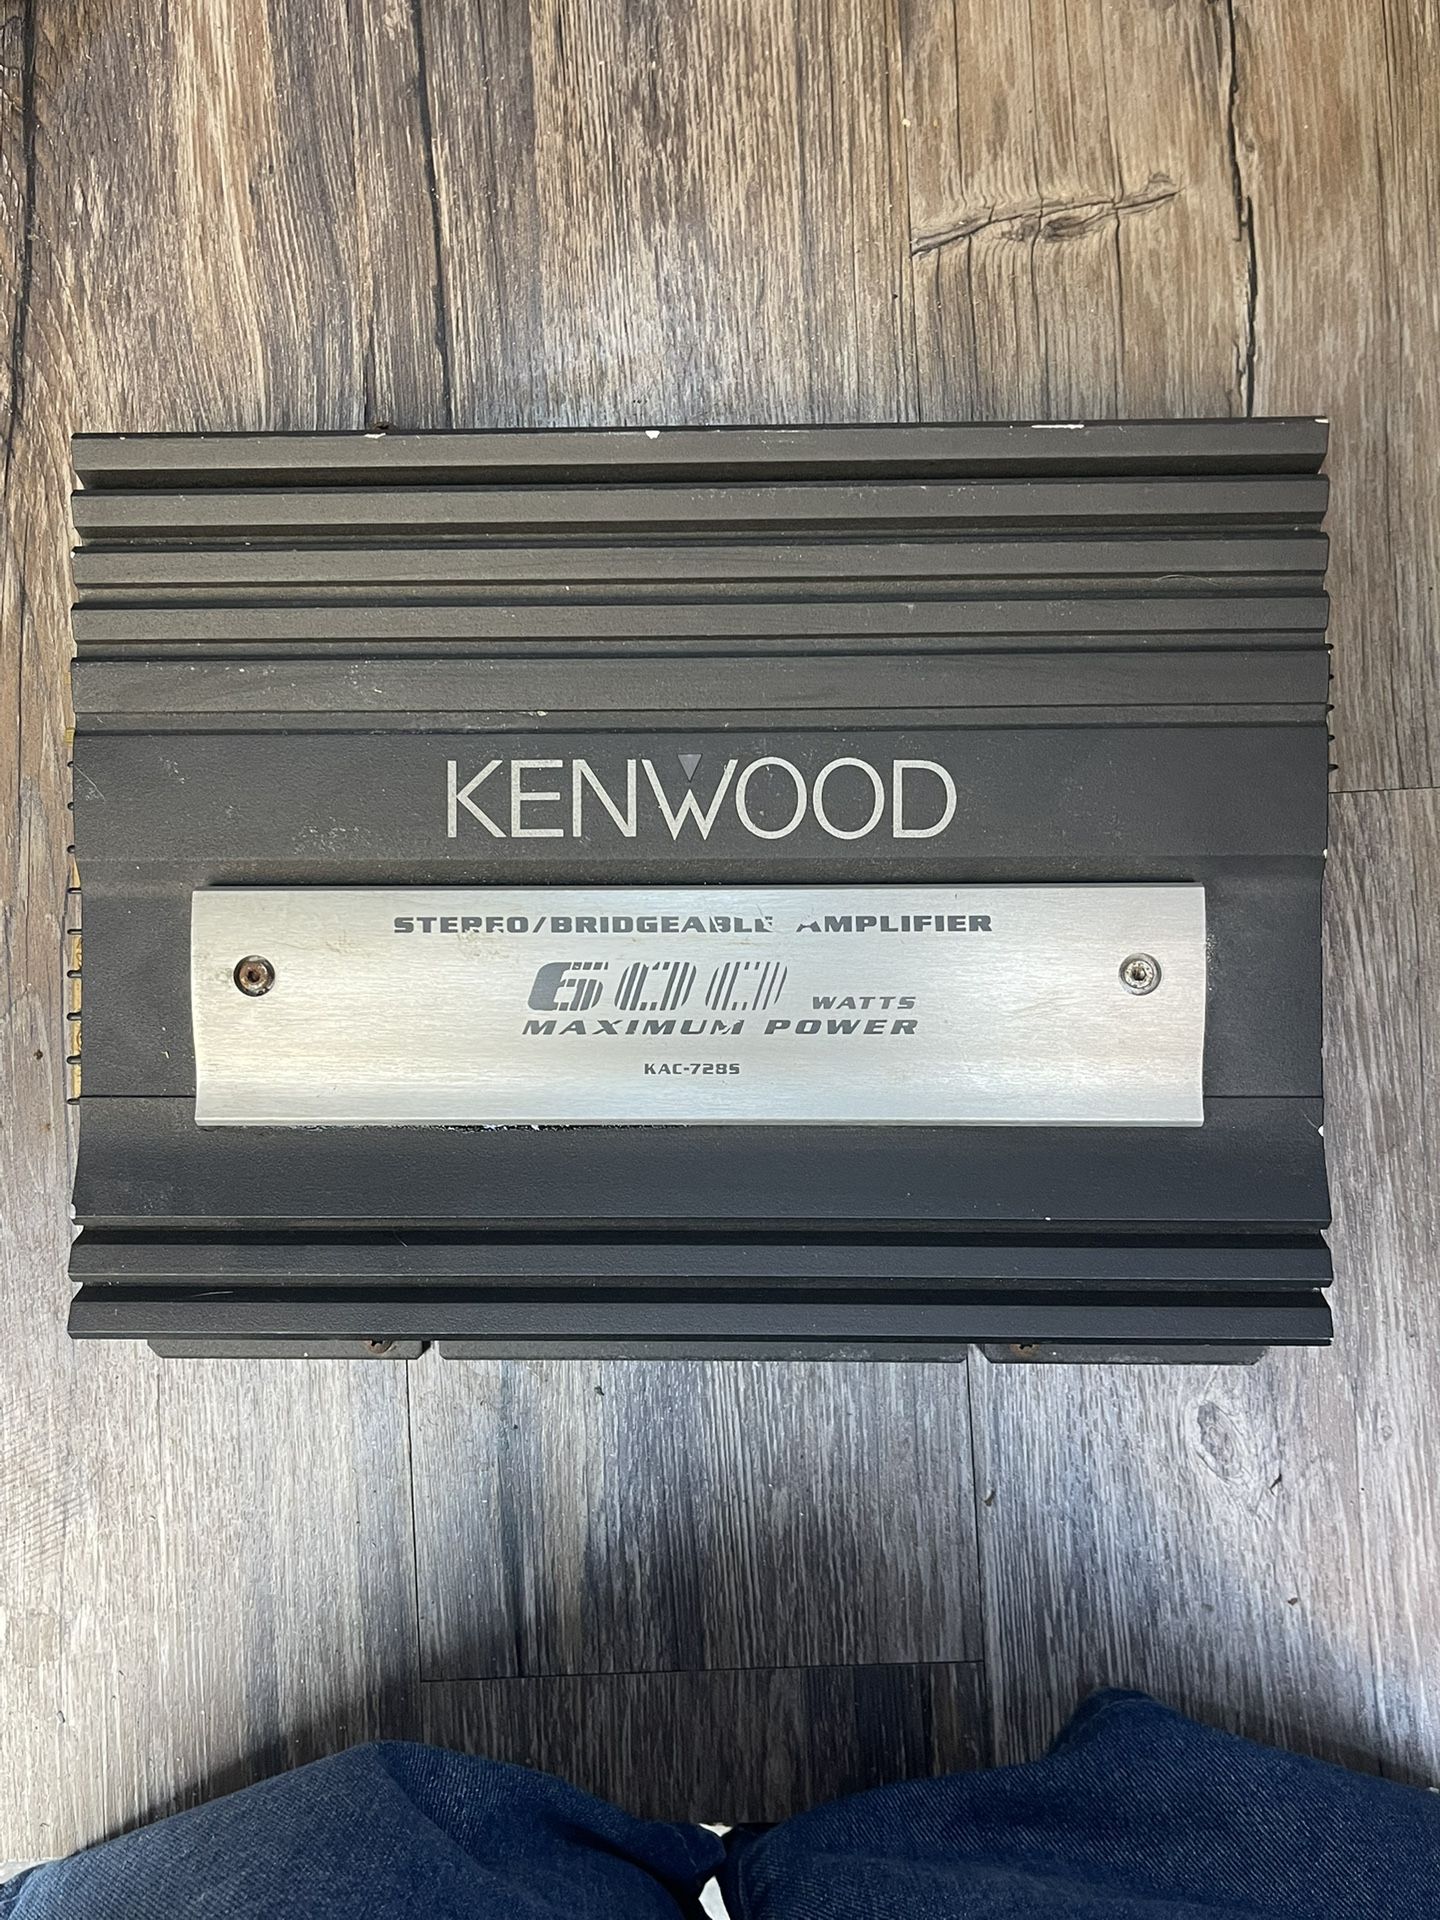 KENWOOD
STEREO/BRIDGEABLE AMPLIFIER
600 WATTS
MAXIMUM POWER
KAC-728S